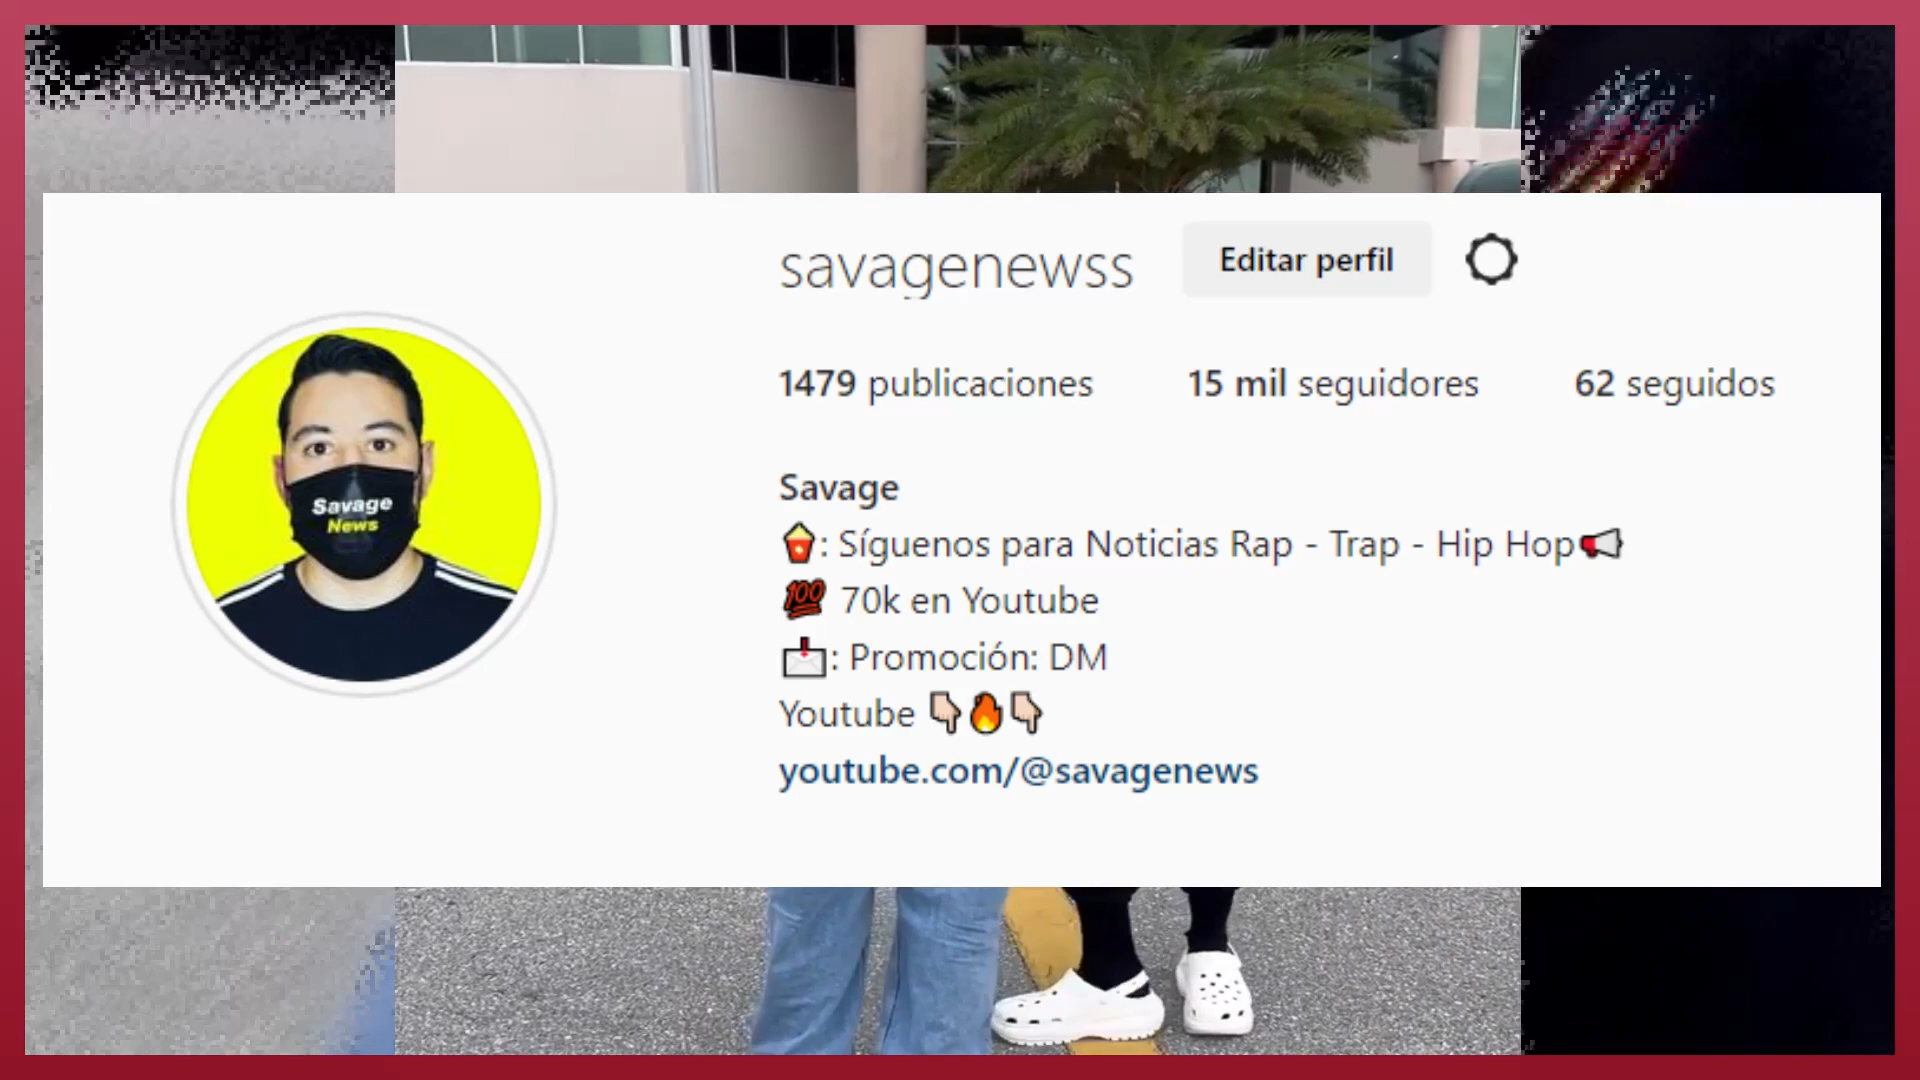 savagenewss Editar perfil
1479 publicaciones 15 mil seguidores 62 seguidos
Savage
🍿: Síguenos para Noticias Rap - Trap - Hip Hop📢
💯 70k en Youtube
📩: Promoción: DM
Youtube 👇🏻🔥👇🏻
youtube.com/@savagenews
Savage
News